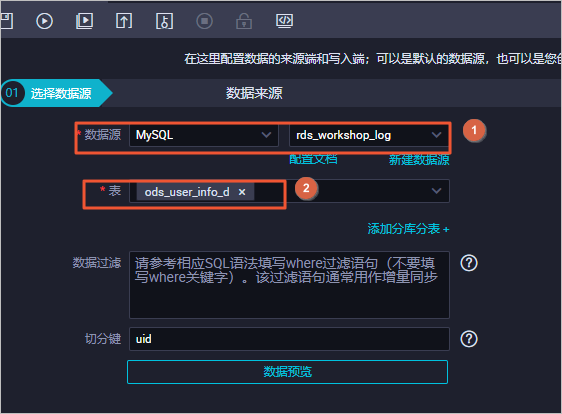 在这里配置数据的来源端和写入端；可以是默认的数据源，也可以是您创
01 选择数据源 数据来源
* 数据源 MySQL rds_workshop_log 1
配置文档 新建数据源
* 表 ods_user_info_d × 2
添加分库分表 +
数据过滤 请参考相应SQL语法填写where过滤语句（不要填
写where关键字）。该过滤语句通常用作增量同步 ?
切分键 uid ?
数据预览